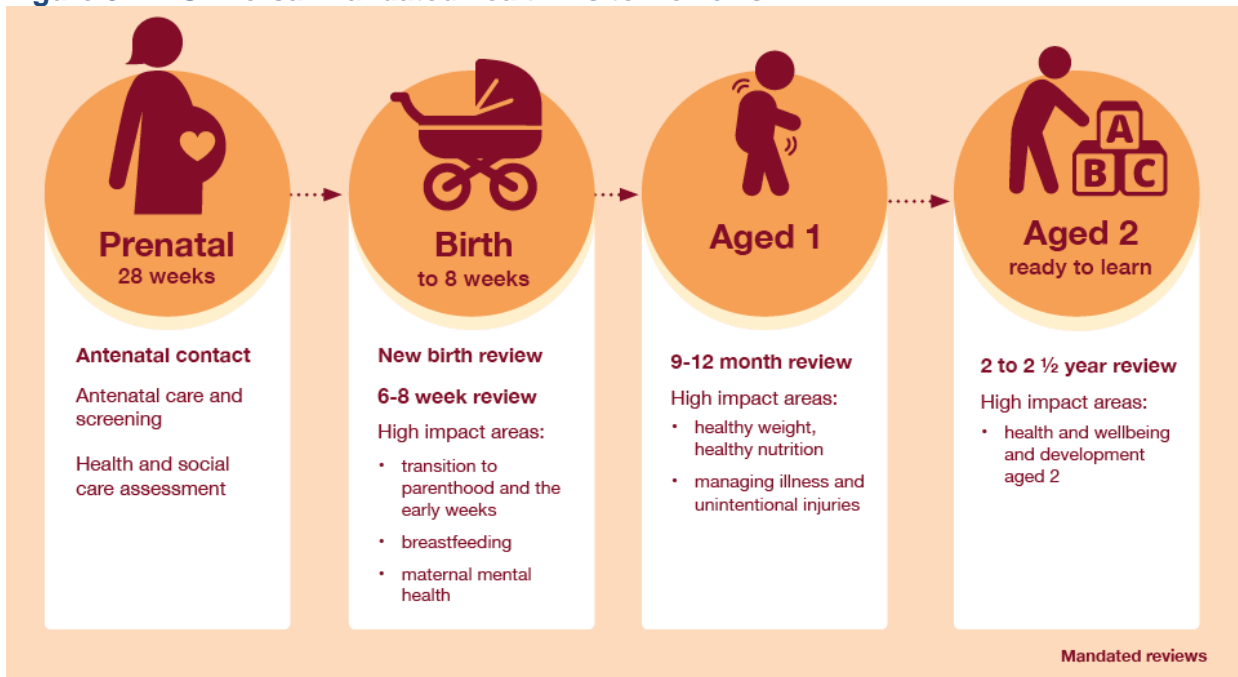 Prenatal
28 weeks
Antenatal contact
Antenatal care and
screening
Health and social
care assessment
Birth
to 8 weeks
New birth review
6-8 week review
High impact areas:
• transition to
parenthood and the
early weeks
• breastfeeding
• maternal mental
health
Aged 1
9-12 month review
High impact areas:
• healthy weight,
healthy nutrition
• managing illness and
unintentional injuries
A
B C
Aged 2
ready to learn
2 to 2 ½ year review
High impact areas:
• health and wellbeing
and development
aged 2
Mandated reviews